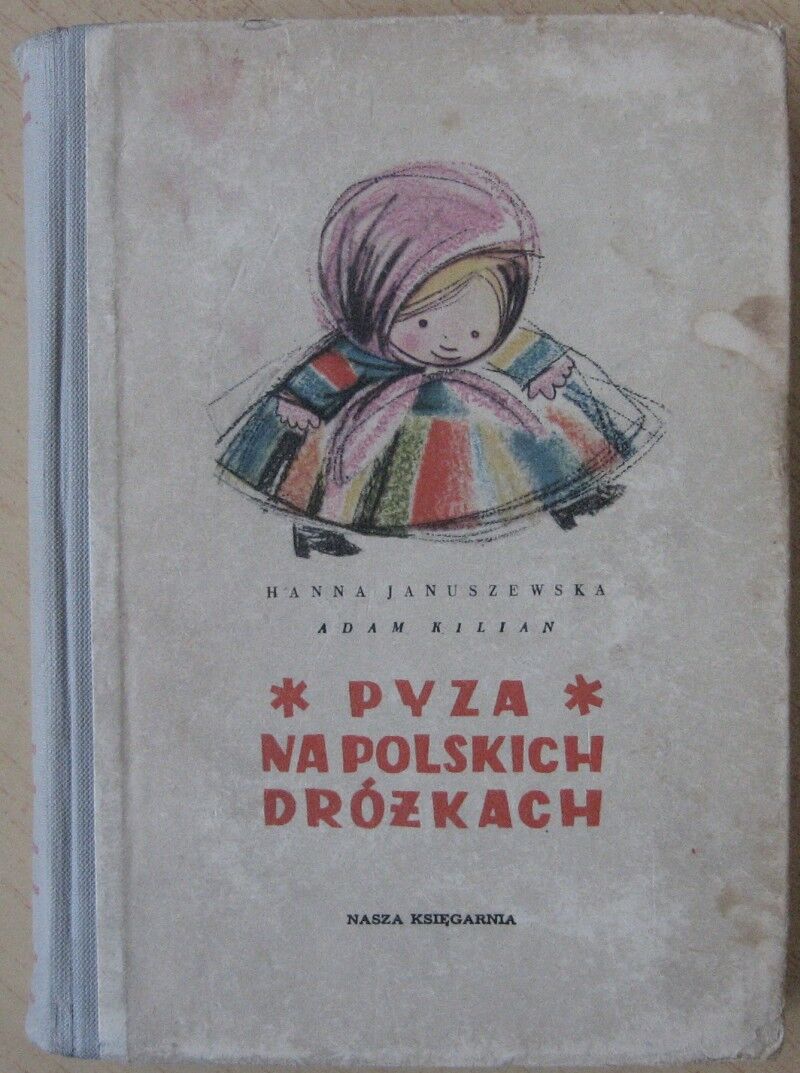 HANNA JANUSZEWSKA
ADAM KILIAN
* PYZA *
NA POLSKICH
DRÓŻKACH
NASZA KSIĘGARNIA